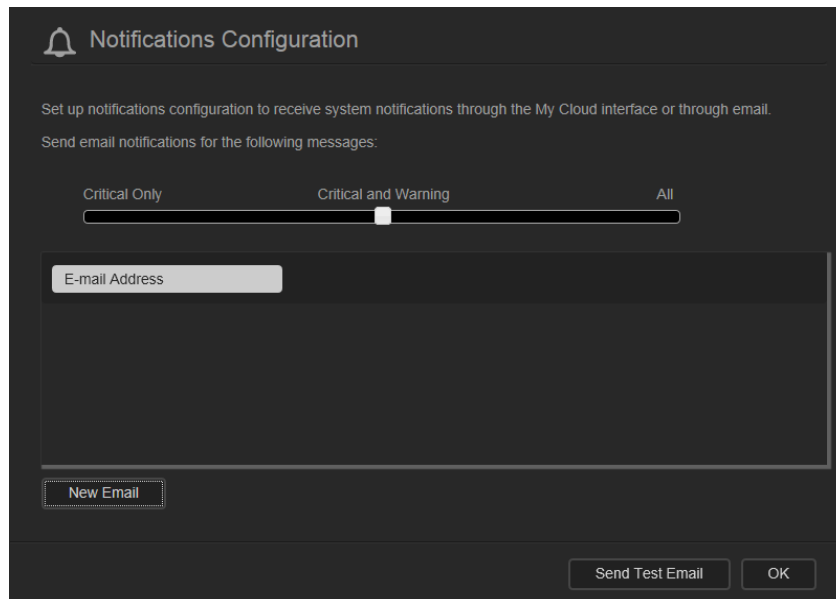 Notifications Configuration
Set up notifications configuration to receive system notifications through the My Cloud interface or through email.
Send email notifications for the following messages:
Critical Only
Critical and Warning
All
E-mail Address
New Email
Send Test Email
OK